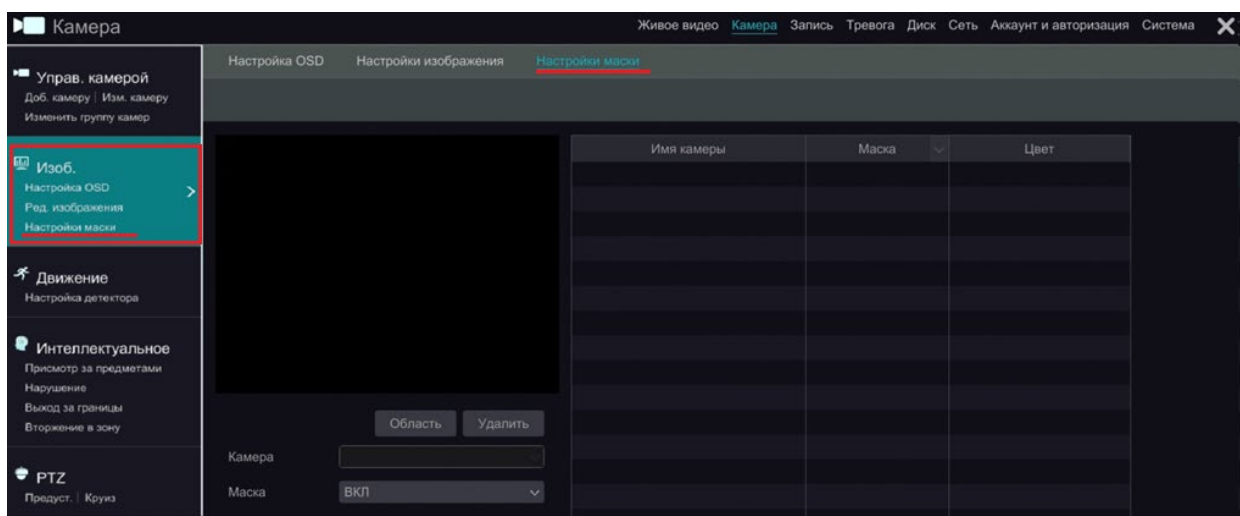 Камера
Живое видео Камера Запись Тревога Диск Сеть Аккаунт и авторизация Система
Управ. камерой
Доб. камеру | Изм. камеру
Изменить группу камер
Изоб.
Настройка OSD
Ред. изображения
Настройки маски
Движение
Настройка детектора
Интеллектуальное
Присмотр за предметами
Нарушение
Выход за границы
Вторжение в зону
PTZ
Предуст. | Круиз
Настройка OSD Настройки изображения Настройки маски
Область Удалить
Камера
Маска ВКЛ
Имя камеры Маска Цвет